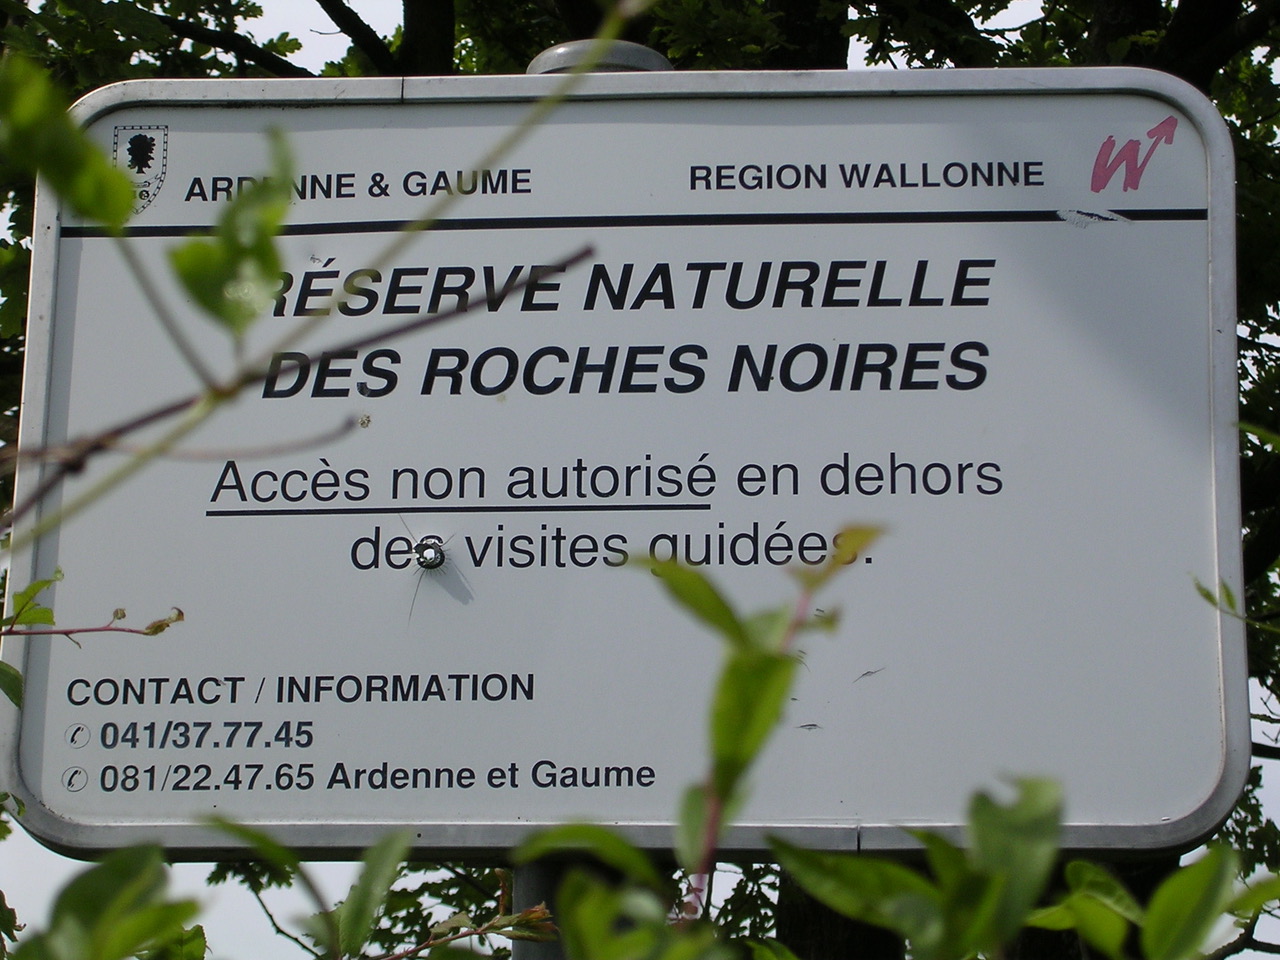 ARDENNE & GAUME
REGION WALLONNE
W
RÉSERVE NATURELLE
DES ROCHES NOIRES
Accès non autorisé en dehors
des visites guidées.
CONTACT / INFORMATION
041/37.77.45
081/22.47.65 Ardenne et Gaume